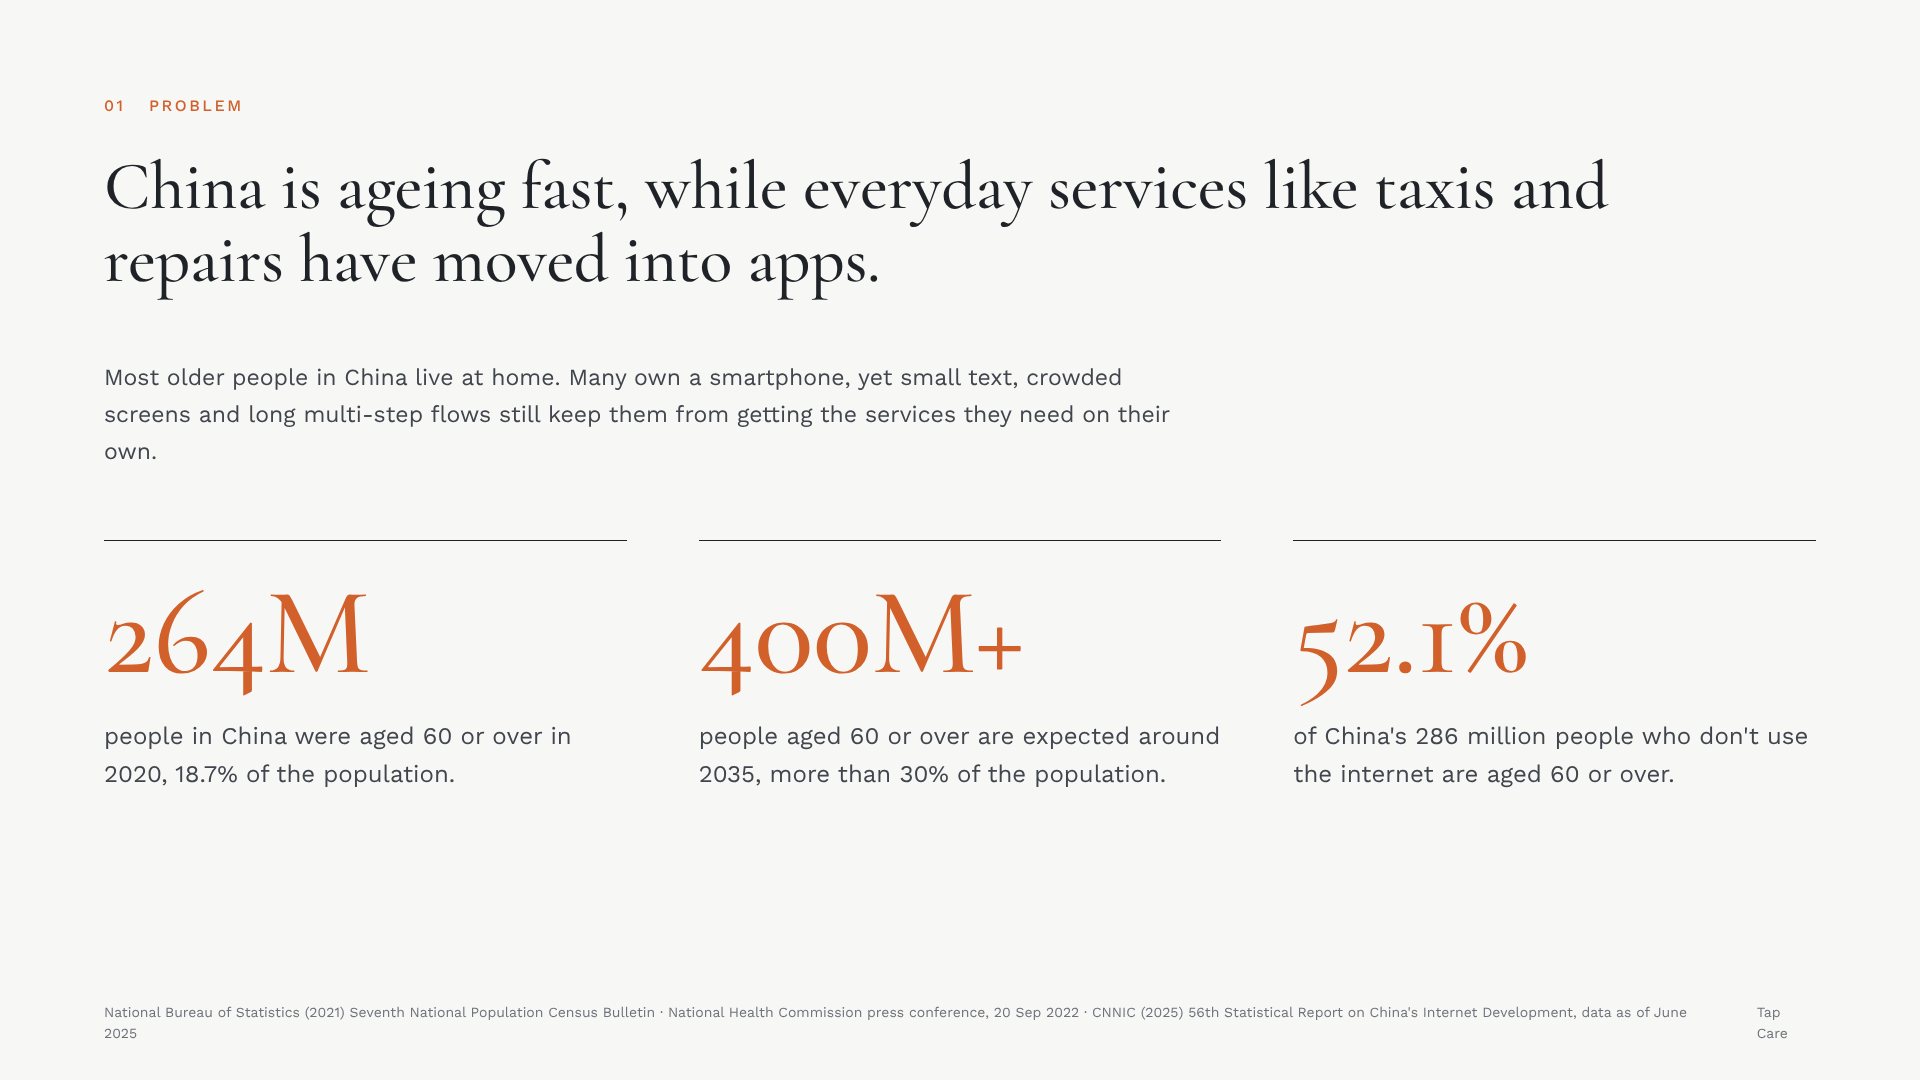 01 PROBLEM
China is ageing fast, while everyday services like taxis and
repairs have moved into apps.
Most older people in China live at home. Many own a smartphone, yet small text, crowded
screens and long multi-step flows still keep them from getting the services they need on their
own.
264M
people in China were aged 60 or over in
2020, 18.7% of the population.
400M+
people aged 60 or over are expected around
2035, more than 30% of the population.
52.1%
of China's 286 million people who don't use
the internet are aged 60 or over.
National Bureau of Statistics (2021) Seventh National Population Census Bulletin · National Health Commission press conference, 20 Sep 2022 · CNNIC (2025) 56th Statistical Report on China's Internet Development, data as of June
2025
Tap
Care